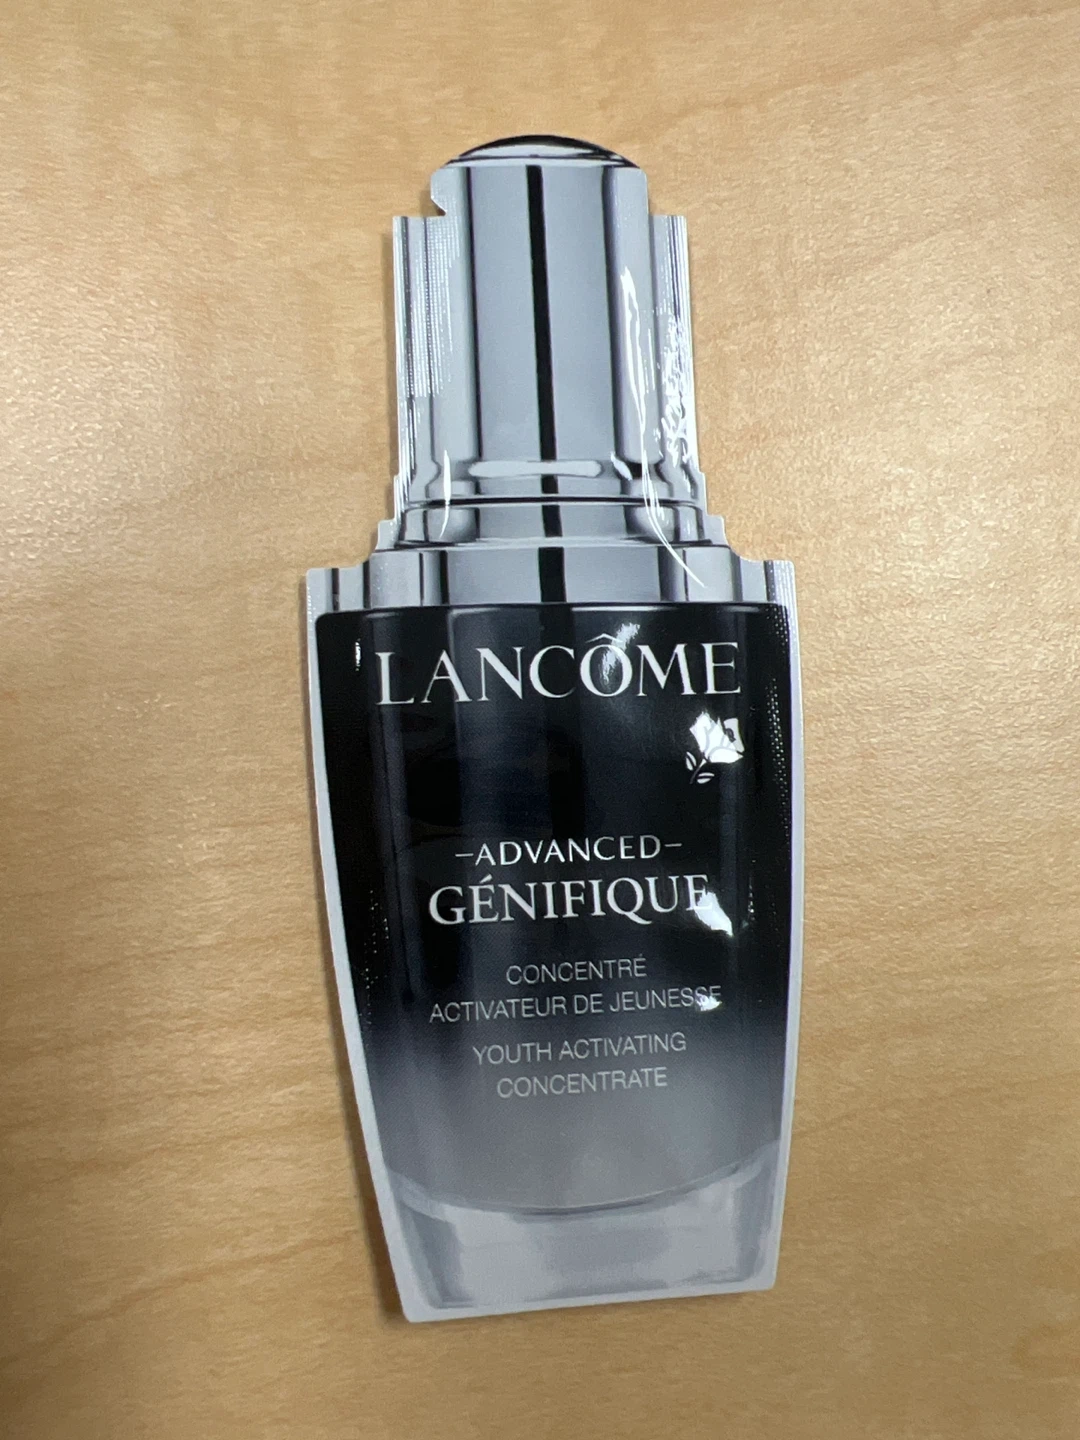 LANCÔME
–ADVANCED–
GÉNIFIQUE
CONCENTRÉ
ACTIVATEUR DE JEUNESSE
YOUTH ACTIVATING
CONCENTRATE